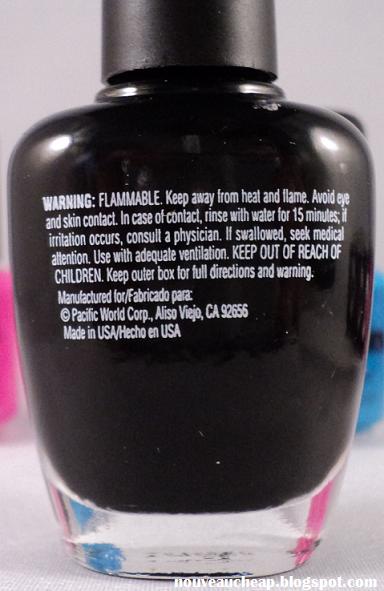 WARNING: FLAMMABLE. Keep away from heat and flame. Avoid eye
and skin contact. In case of contact, rinse with water for 15 minutes; if
irritation occurs, consult a physician. If swallowed, seek medical
attention. Use with adequate ventilation. KEEP OUT OF REACH OF
CHILDREN. Keep outer box for full directions and warning.
Manufactured for/Fabricado para:
© Pacific World Corp., Aliso Viejo, CA 92656
Made in USA/Hecho en USA
nouveaucheap.blogspot.com